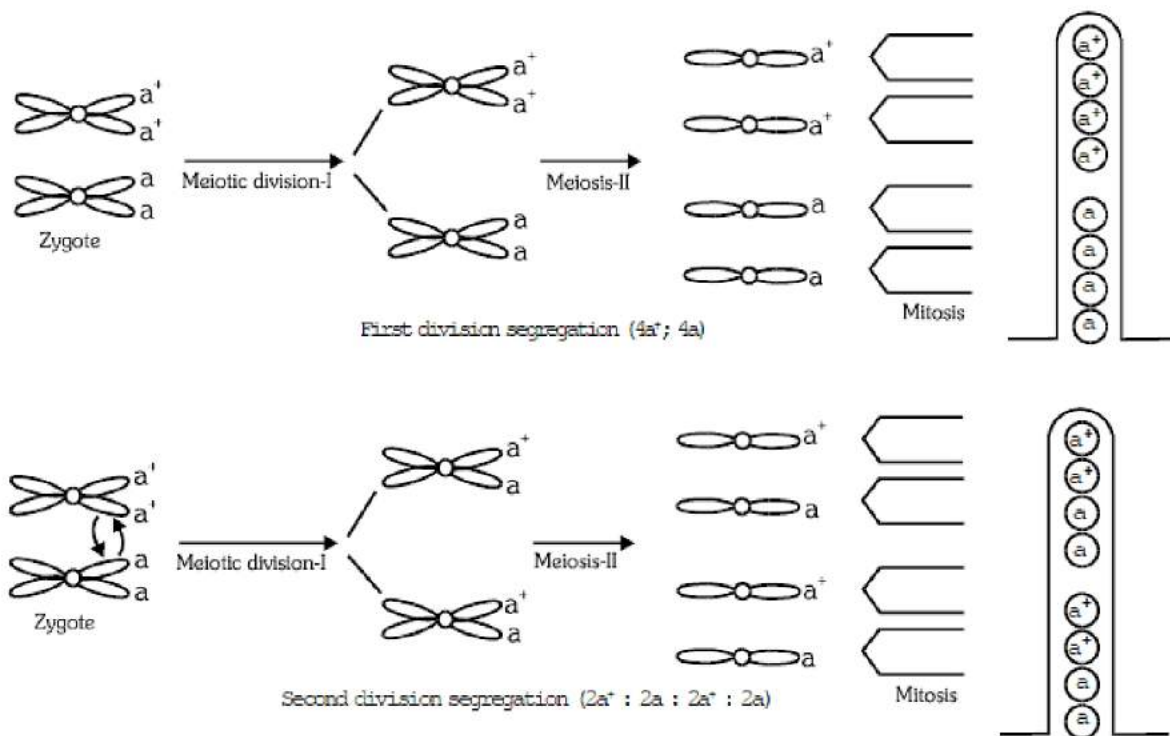 a⁺
a⁺
a
a
Zygote
Meiotic division-I
a⁺
a⁺
a
a
Meiosis-II
a⁺
a⁺
a
a
Mitosis
a⁺
a⁺
a⁺
a⁺
a
a
a
a
First division segregation (4a⁺; 4a)
a⁺
a⁺
a
a
Zygote
Meiotic division-I
a⁺
a
a⁺
a
Meiosis-II
a⁺
a
a⁺
a
Mitosis
a⁺
a⁺
a
a
a⁺
a⁺
a
a
Second division segregation (2a⁺ : 2a : 2a⁺ : 2a)